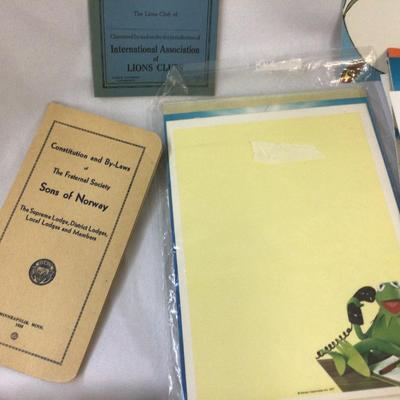 The Lions Club of
International Association
of
LIONS CLUBS
Constitution and By-Laws
of
The Fraternal Society
Sons of Norway
The Supreme Lodge, District Lodges,
Local Lodges and Members
MINNEAPOLIS, MINN.